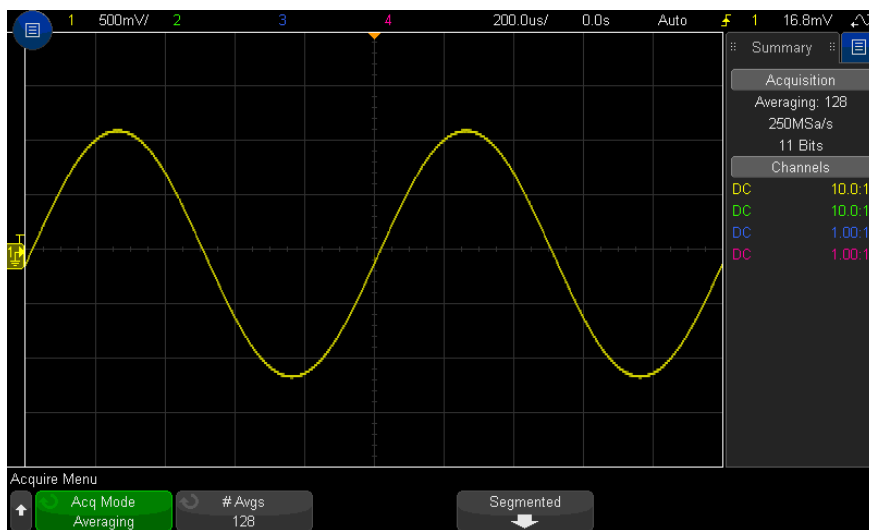 1 500mV/ 2 3 4 200.0us/ 0.0s Auto 1 16.8mV
Summary
Acquisition
Averaging: 128
250MSa/s
11 Bits
Channels
DC 10.0:1
DC 10.0:1
DC 1.00:1
DC 1.00:1
T
1
Acquire Menu
Acq Mode
Averaging
# Avgs
128
Segmented